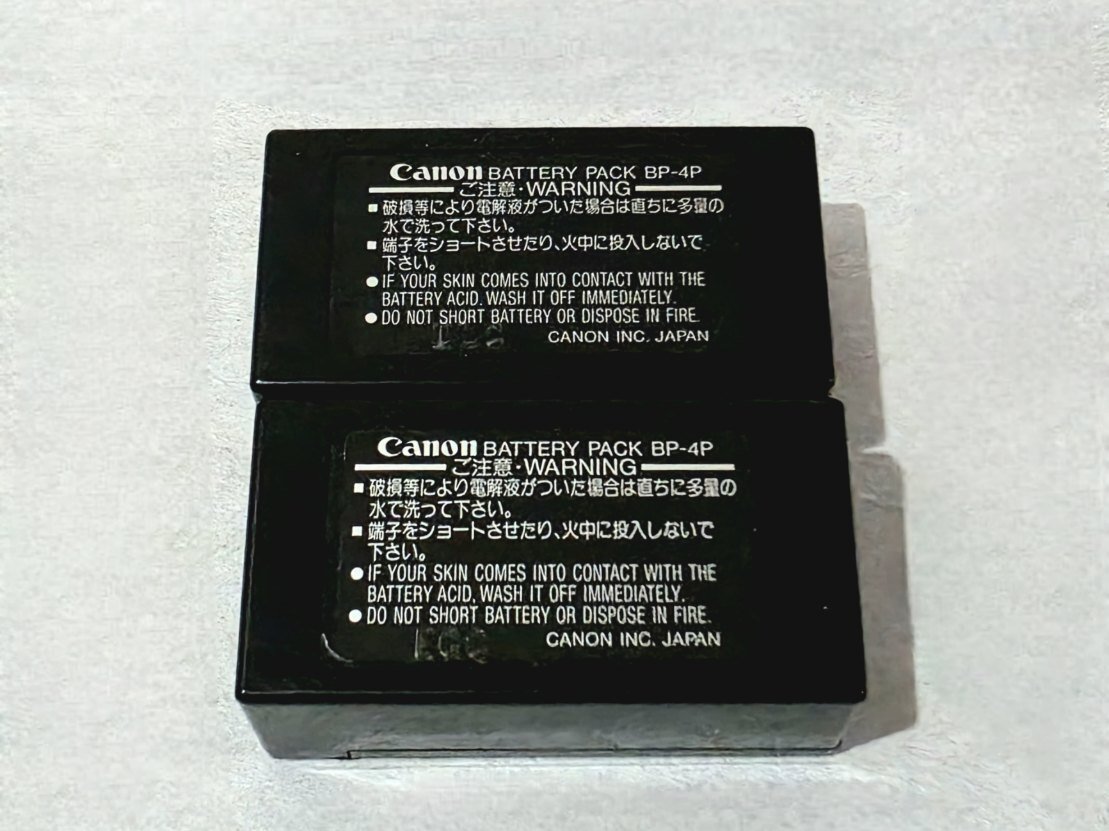 Canon BATTERY PACK BP-4P
ご注意・WARNING
■ 破損等により電解液がついた場合は直ちに多量の
水で洗って下さい。
■ 端子をショートさせたり、火中に投入しないで
下さい。
● IF YOUR SKIN COMES INTO CONTACT WITH THE
BATTERY ACID, WASH IT OFF IMMEDIATELY.
● DO NOT SHORT BATTERY OR DISPOSE IN FIRE.
CANON INC. JAPAN
Canon BATTERY PACK BP-4P
ご注意・WARNING
■ 破損等により電解液がついた場合は直ちに多量の
水で洗って下さい。
■ 端子をショートさせたり、火中に投入しないで
下さい。
● IF YOUR SKIN COMES INTO CONTACT WITH THE
BATTERY ACID, WASH IT OFF IMMEDIATELY.
● DO NOT SHORT BATTERY OR DISPOSE IN FIRE.
CANON INC. JAPAN